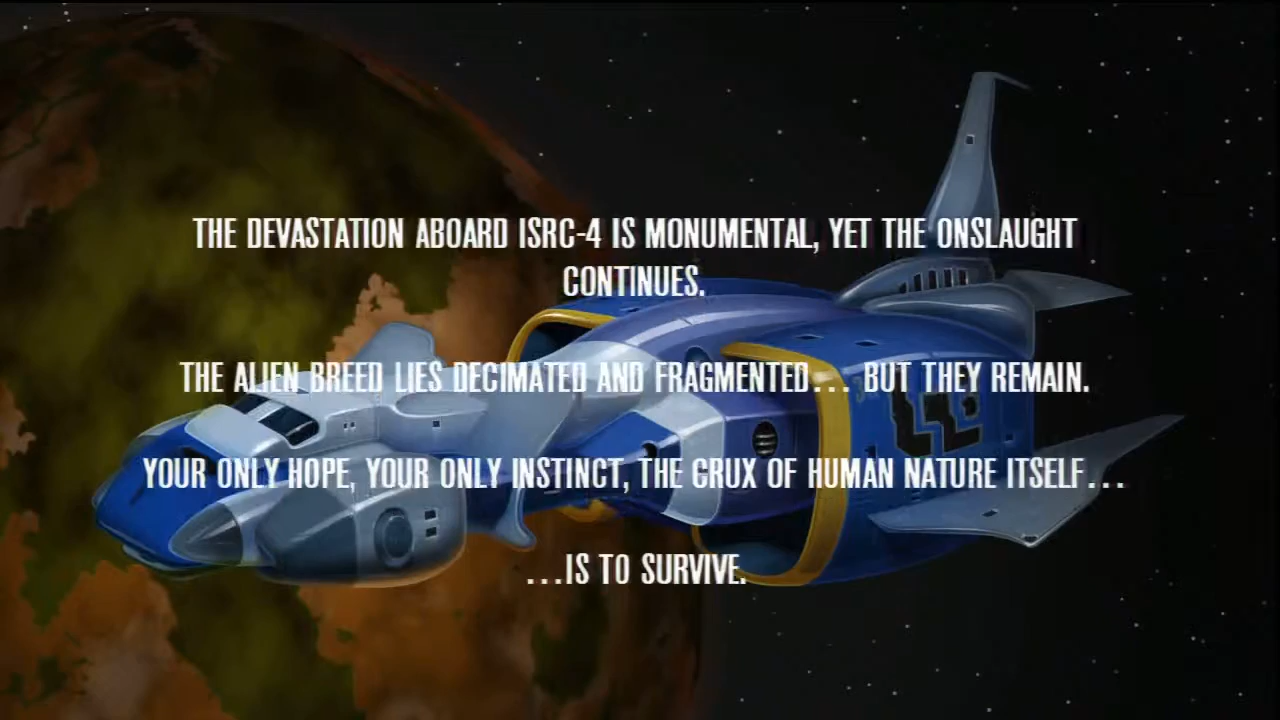 THE DEVASTATION ABOARD ISRC-4 IS MONUMENTAL, YET THE ONSLAUGHT
CONTINUES.
THE ALIEN BREED LIES DECIMATED AND FRAGMENTED... BUT THEY REMAIN.
YOUR ONLY HOPE, YOUR ONLY INSTINCT, THE CRUX OF HUMAN NATURE ITSELF...
...IS TO SURVIVE.